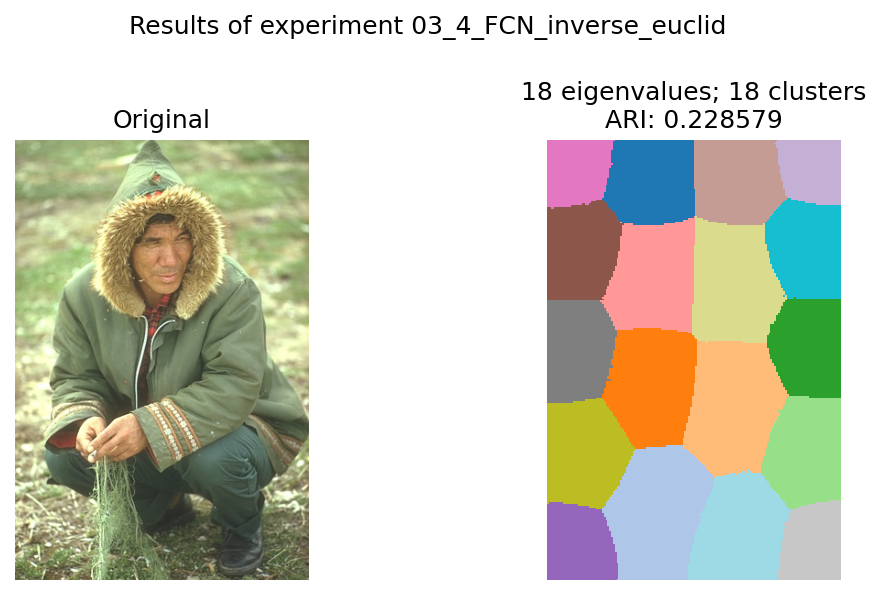 Results of experiment 03_4_FCN_inverse_euclid
Original
18 eigenvalues; 18 clusters
ARI: 0.228579